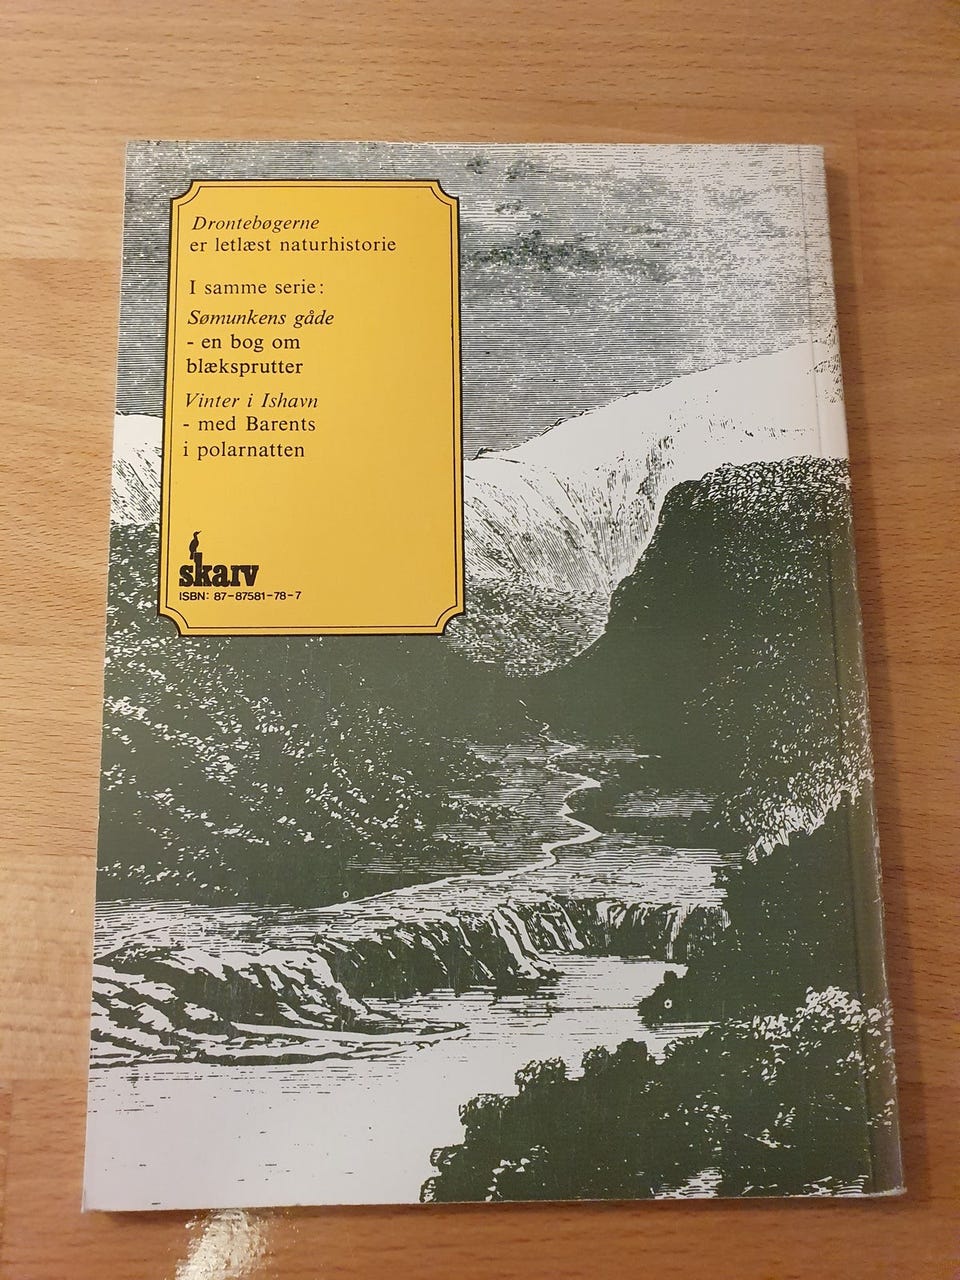 Drontebøgerne
er letlæst naturhistorie
I samme serie:
Sømunkens gåde
- en bog om
blæksprutter
Vinter i Ishavn
- med Barents
i polarnatten
skarv
ISBN: 87-87581-78-7